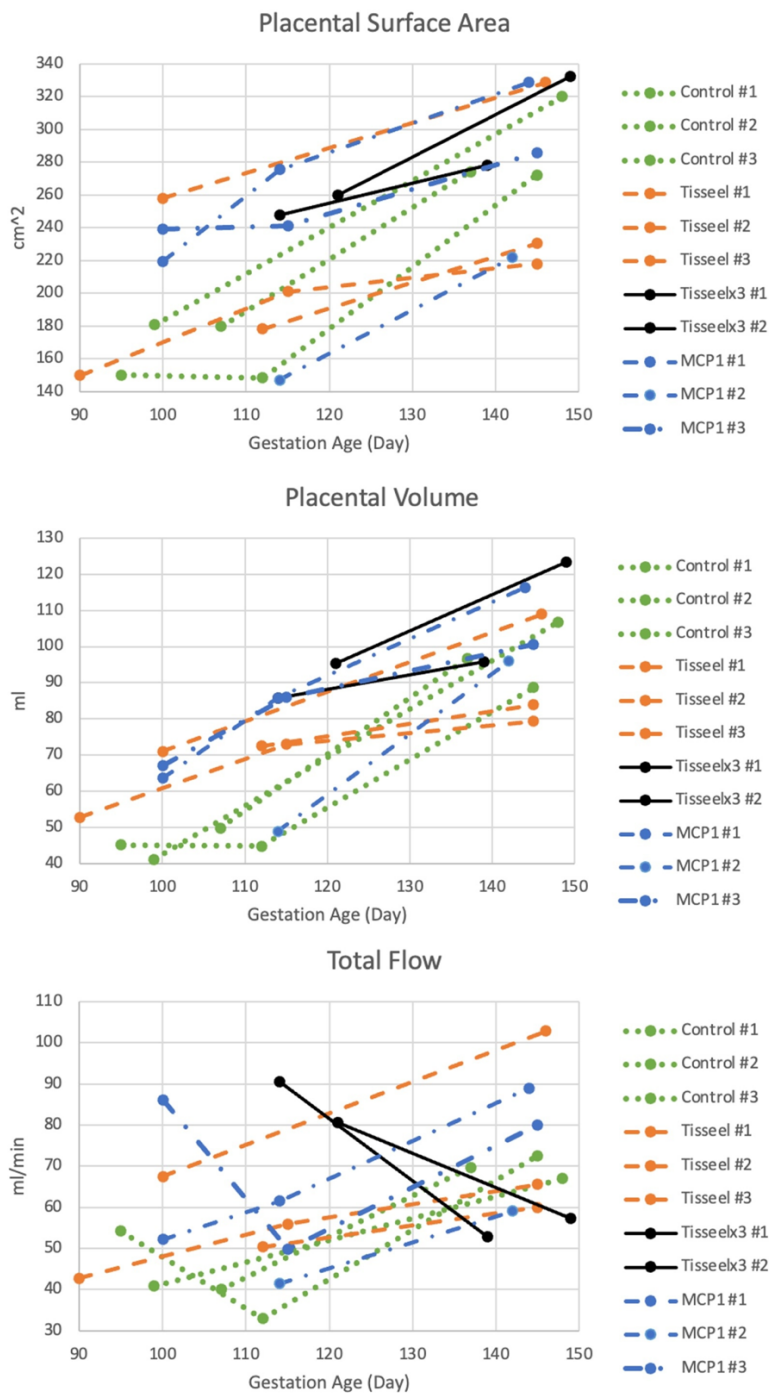 Placental Surface Area
340
320
300
280
260
240
220
200
180
160
140
cm^2
90 100 110 120 130 140 150
Gestation Age (Day)
Control #1
Control #2
Control #3
Tisseel #1
Tisseel #2
Tisseel #3
Tisseelx3 #1
Tisseelx3 #2
MCP1 #1
MCP1 #2
MCP1 #3
Placental Volume
130
120
110
100
90
80
70
60
50
40
ml
90 100 110 120 130 140 150
Gestation Age (Day)
Control #1
Control #2
Control #3
Tisseel #1
Tisseel #2
Tisseel #3
Tisseelx3 #1
Tisseelx3 #2
MCP1 #1
MCP1 #2
MCP1 #3
Total Flow
110
100
90
80
70
60
50
40
30
ml/min
90 100 110 120 130 140 150
Gestation Age (Day)
Control #1
Control #2
Control #3
Tisseel #1
Tisseel #2
Tisseel #3
Tisseelx3 #1
Tisseelx3 #2
MCP1 #1
MCP1 #2
MCP1 #3